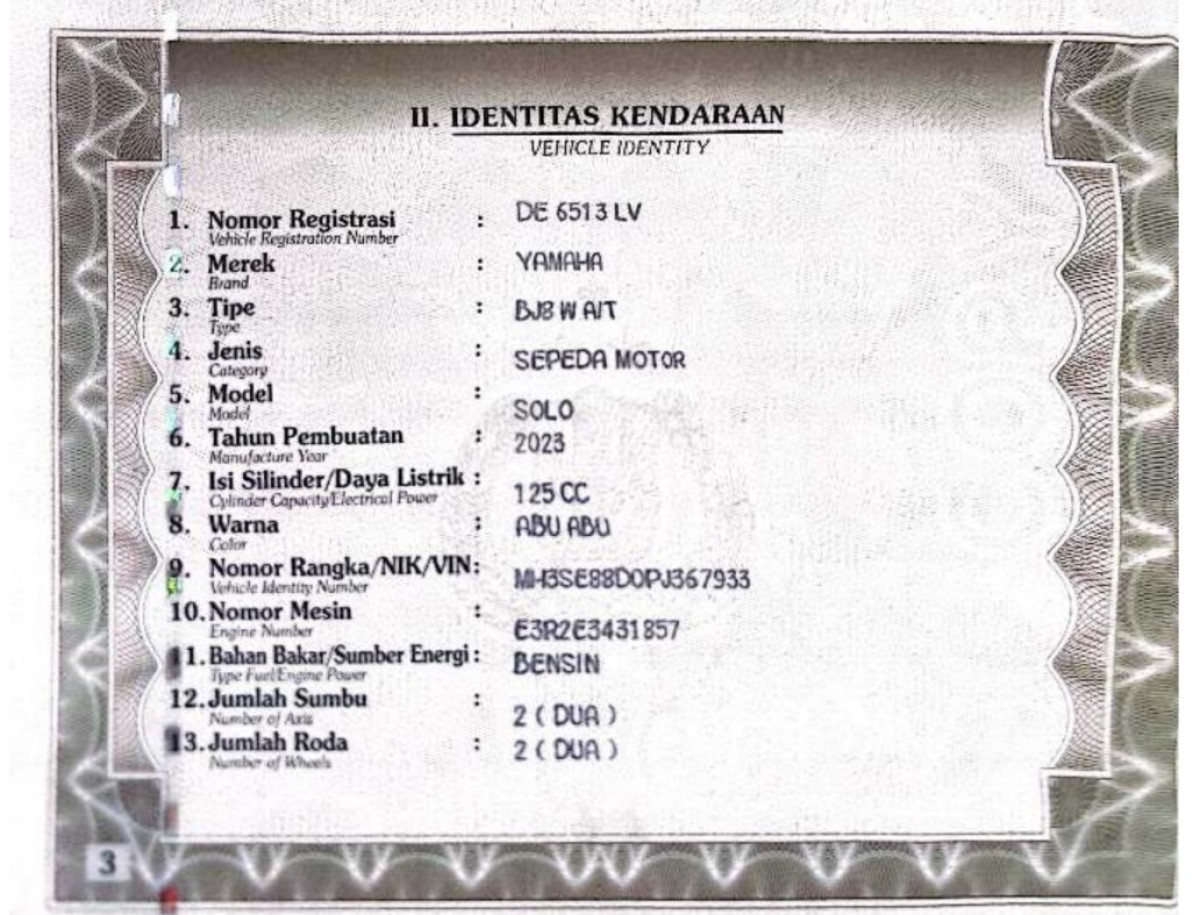 II. IDENTITAS KENDARAAN
VEHICLE IDENTITY
1. Nomor Registrasi : DE 6513 LV
Vehicle Registration Number
2. Merek : YAMAHA
Brand
3. Tipe : BJ8 W A/T
Type
4. Jenis : SEPEDA MOTOR
Category
5. Model : SOLO
Model
6. Tahun Pembuatan : 2023
Manufacture Year
7. Isi Silinder/Daya Listrik : 125 CC
Cylinder Capacity/Electrical Power
8. Warna : ABU ABU
Color
9. Nomor Rangka/NIK/VIN: MH3SE88D0PJ367933
Vehicle Identity Number
10. Nomor Mesin : E3R2E3431857
Engine Number
11. Bahan Bakar/Sumber Energi : BENSIN
Type Fuel/Engine Power
12. Jumlah Sumbu : 2 ( DUA )
Number of Axis
13. Jumlah Roda : 2 ( DUA )
Number of Wheels
3